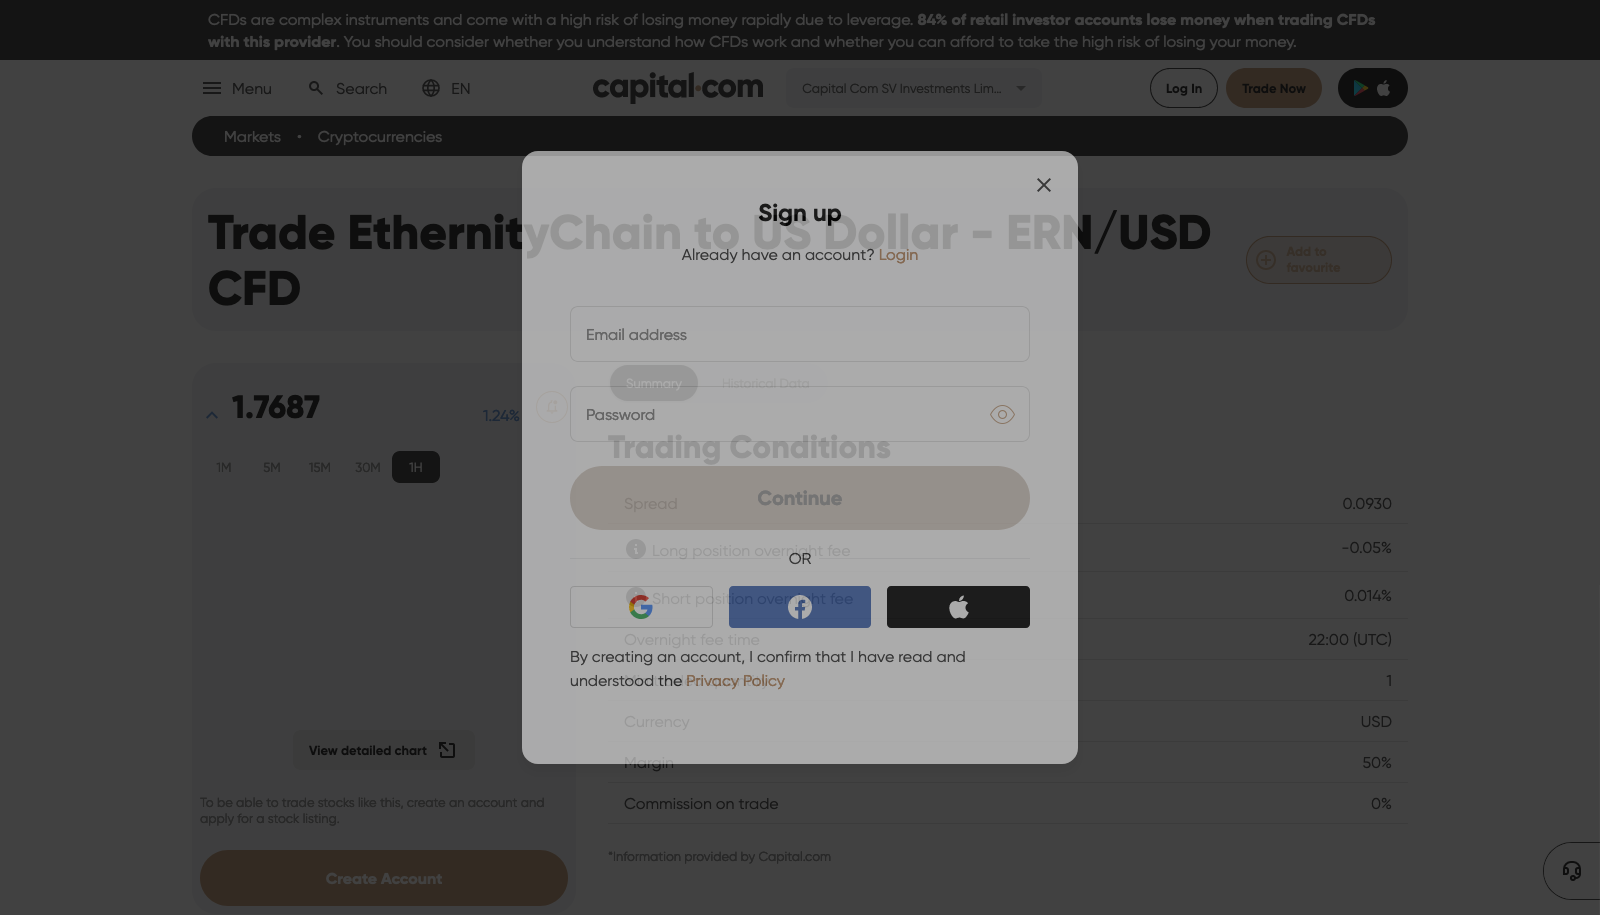 CFDs are complex instruments and come with a high risk of losing money rapidly due to leverage. 84% of retail investor accounts lose money when trading CFDs
with this provider. You should consider whether you understand how CFDs work and whether you can afford to take the high risk of losing your money.
Menu
Search
EN
capital.com
Capital Com SV Investments Lim...
Log In
Trade Now
Markets • Cryptocurrencies
Trade EthernityChain to US Dollar - ERN/USD
CFD
Add to
favourite
Sign up
Already have an account? Login
Email address
Password
Continue
OR
By creating an account, I confirm that I have read and
understood the Privacy Policy
1.7687
1.24%
1M
5M
15M
30M
1H
View detailed chart
To be able to trade stocks like this, create an account and
apply for a stock listing.
Create Account
Summary
Historical Data
Trading Conditions
Spread 0.0930
Long position overnight fee -0.05%
Short position overnight fee 0.014%
Overnight fee time 22:00 (UTC)
1
Currency USD
Margin 50%
Commission on trade 0%
*Information provided by Capital.com